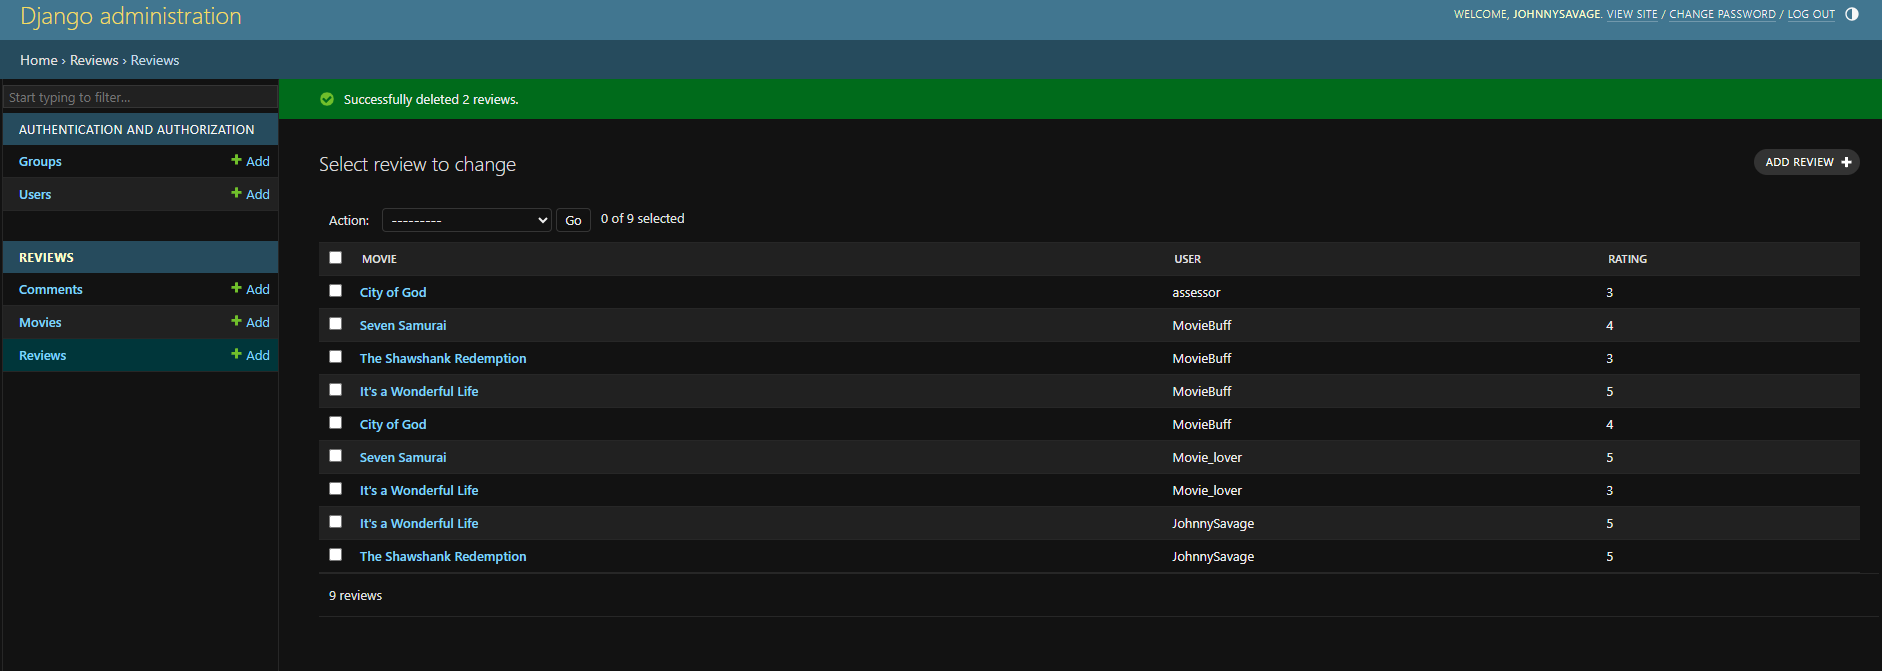 Django administration
WELCOME, JOHNNYSAVAGE. VIEW SITE / CHANGE PASSWORD / LOG OUT
Home › Reviews › Reviews
Start typing to filter...
AUTHENTICATION AND AUTHORIZATION
Groups + Add
Users + Add
REVIEWS
Comments + Add
Movies + Add
Reviews + Add
Successfully deleted 2 reviews.
Select review to change
ADD REVIEW +
Action: --------- Go 0 of 9 selected
MOVIE USER RATING
City of God assessor 3
Seven Samurai MovieBuff 4
The Shawshank Redemption MovieBuff 3
It's a Wonderful Life MovieBuff 5
City of God MovieBuff 4
Seven Samurai Movie_lover 5
It's a Wonderful Life Movie_lover 3
It's a Wonderful Life JohnnySavage 5
The Shawshank Redemption JohnnySavage 5
9 reviews